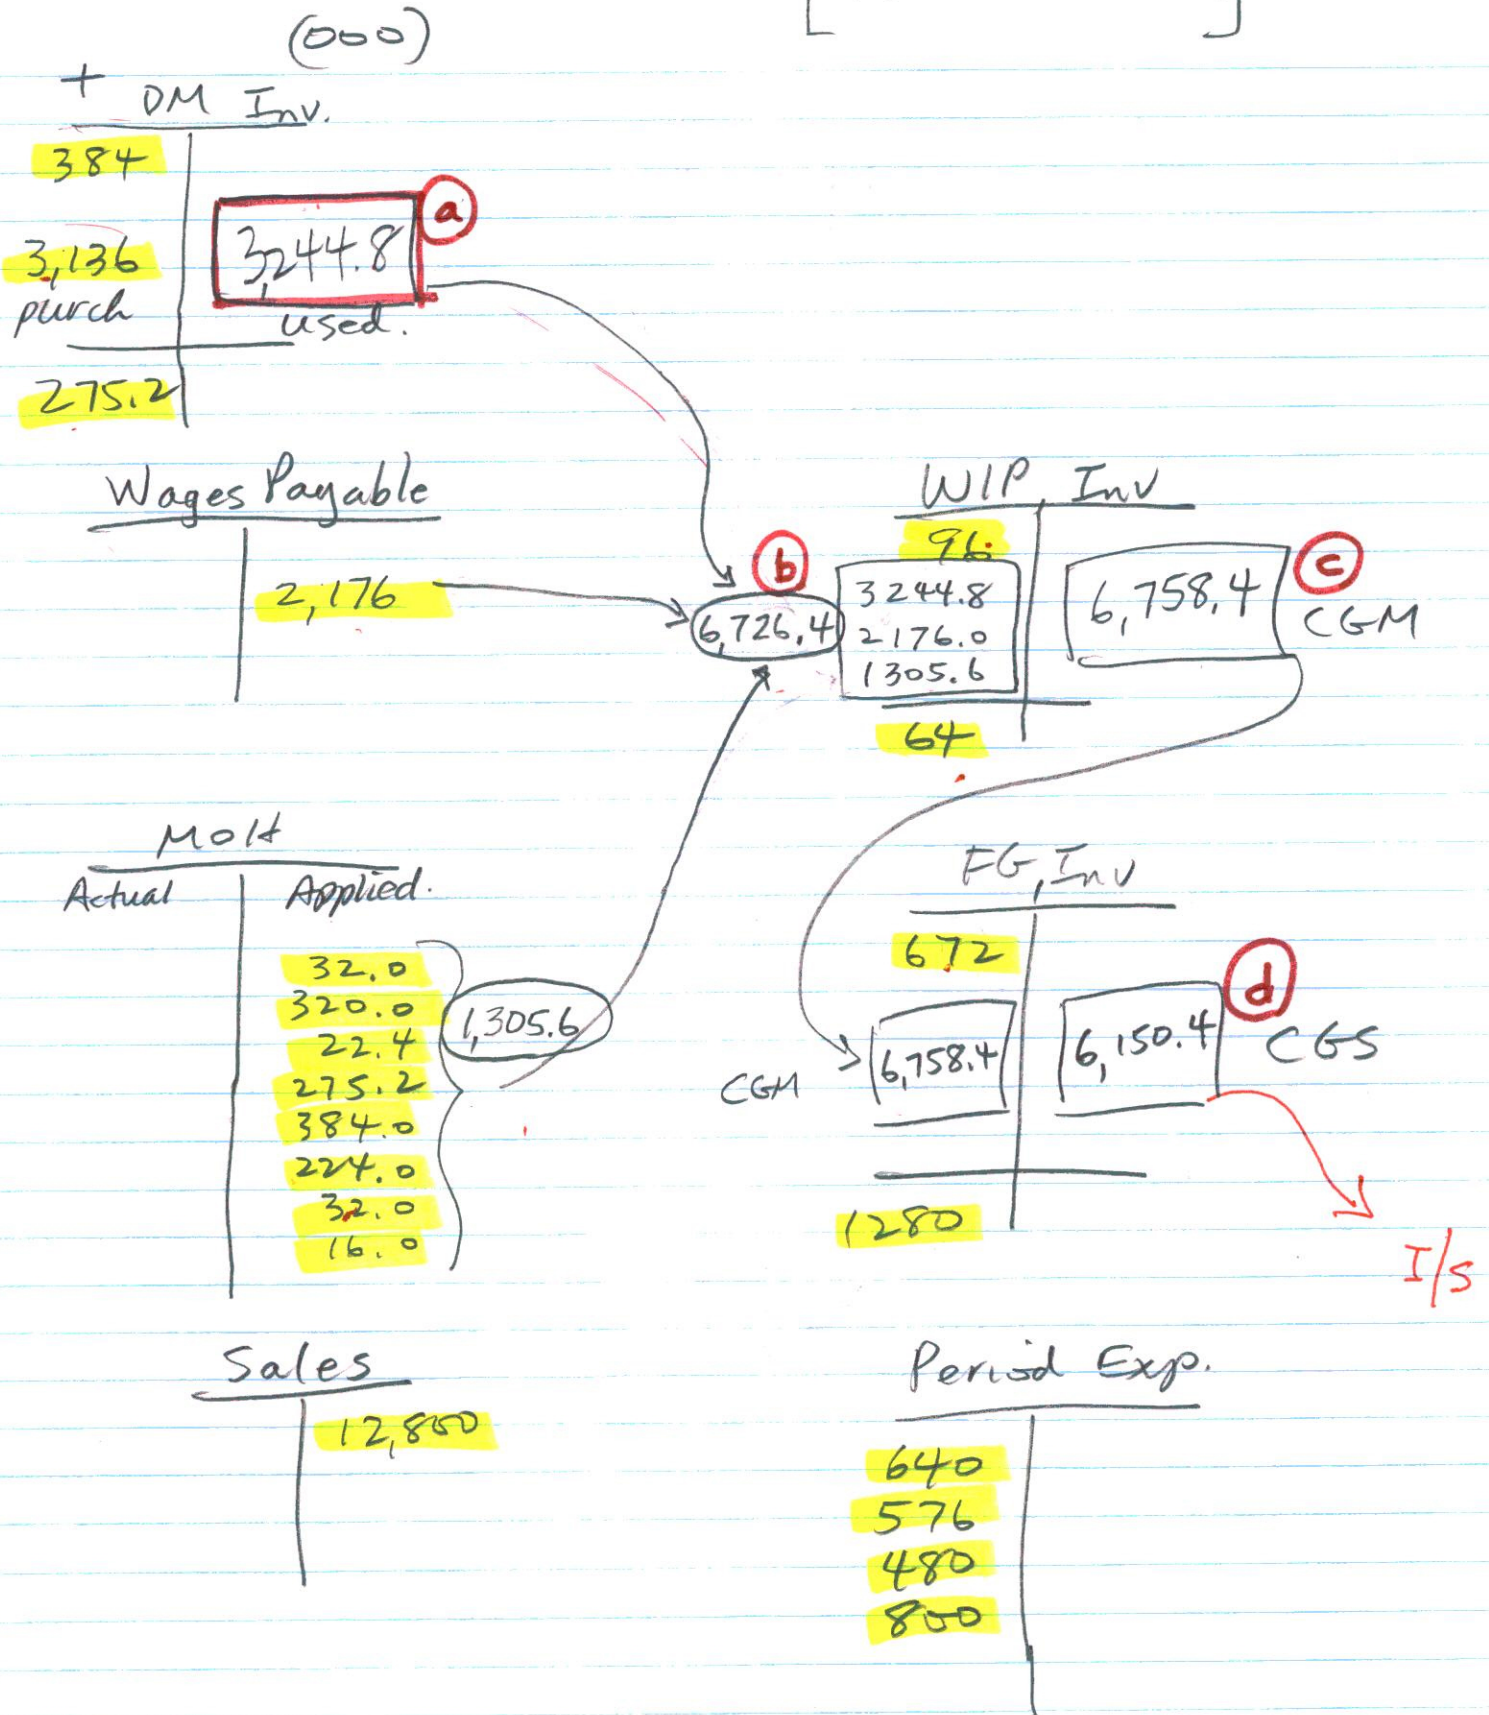 (000)
[ ]
+
DM Inv.
384
3,244.8
a
3,136
purch
used.
275.2
Wages Payable
2,176
WIP Inv
96
b
6,726.4
3244.8
2176.0
1305.6
6,758.4
c
CGM
64
MOH
Actual
Applied.
32.0
320.0
22.4
275.2
384.0
224.0
32.0
16.0
1,305.6
FG, Inv
672
CGM
6,758.4
6,150.4
d
CGS
1280
I/S
Sales
12,800
Period Exp.
640
576
480
800